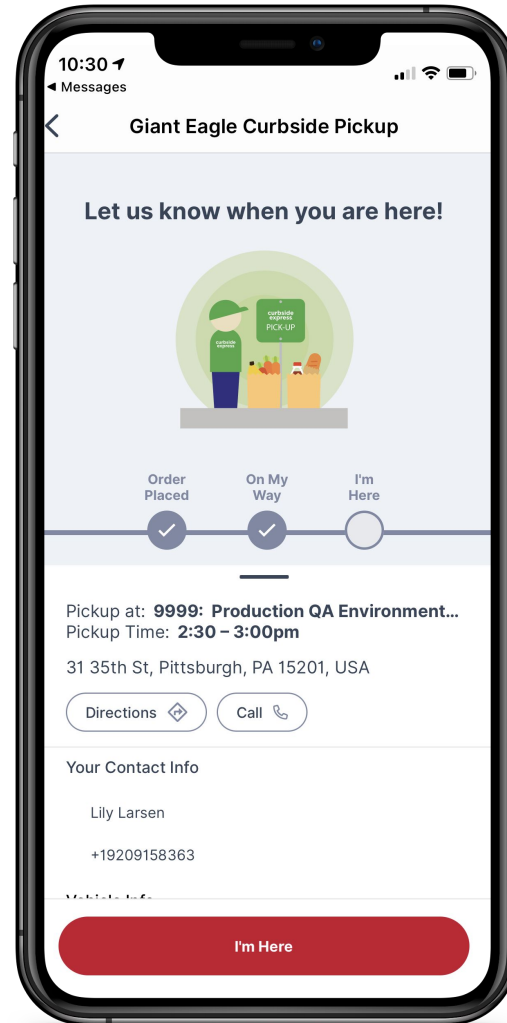 10:30
Messages
Giant Eagle Curbside Pickup
Let us know when you are here!
curbside
express
PICK-UP
curbside
express
Order
Placed
On My
Way
I'm
Here
Pickup at: 9999: Production QA Environment...
Pickup Time: 2:30 – 3:00pm
31 35th St, Pittsburgh, PA 15201, USA
Directions
Call
Your Contact Info
Lily Larsen
+19209158363
Vehicle Info
I'm Here